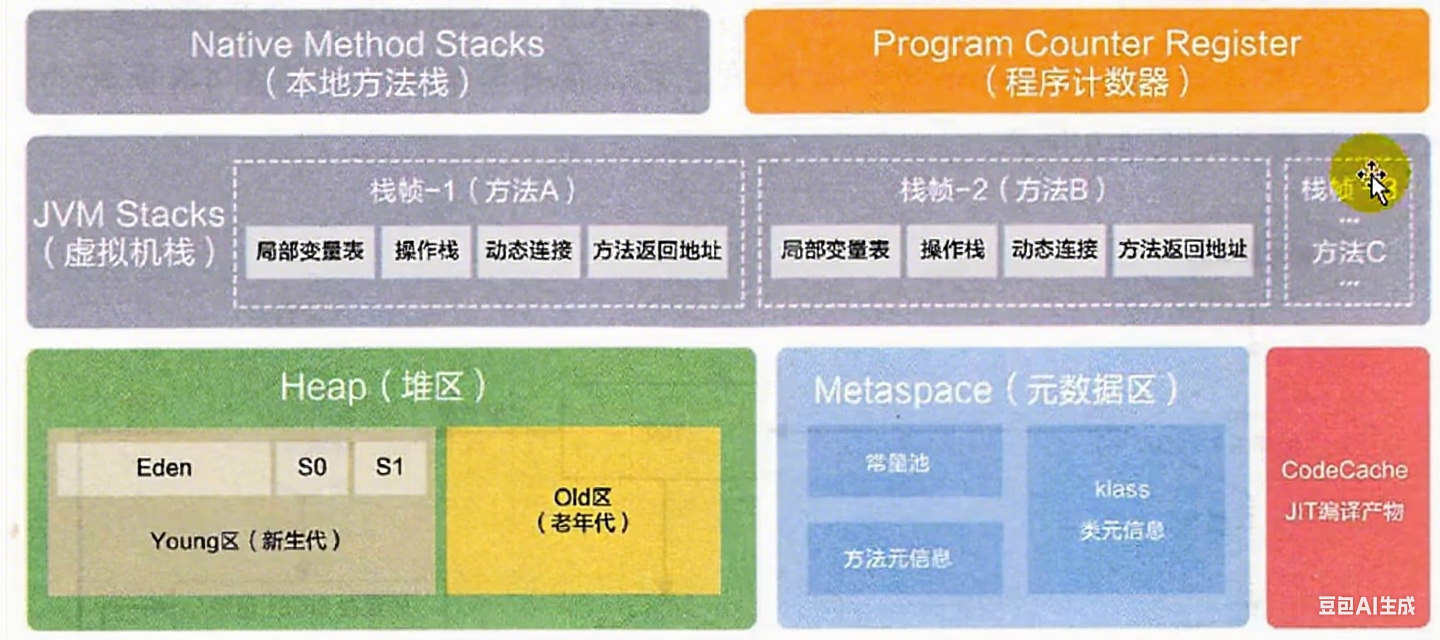 Native Method Stacks
（本地方法栈）
Program Counter Register
（程序计数器）
JVM Stacks
（虚拟机栈）
栈帧-1（方法A）
局部变量表
操作栈
动态连接
方法返回地址
栈帧-2（方法B）
局部变量表
操作栈
动态连接
方法返回地址
栈帧-3
...
方法C
...
Heap（堆区）
Eden
S0
S1
Young区（新生代）
Old区
（老年代）
Metaspace（元数据区）
常量池
方法元信息
klass
类元信息
CodeCache
JIT编译产物
豆包AI生成